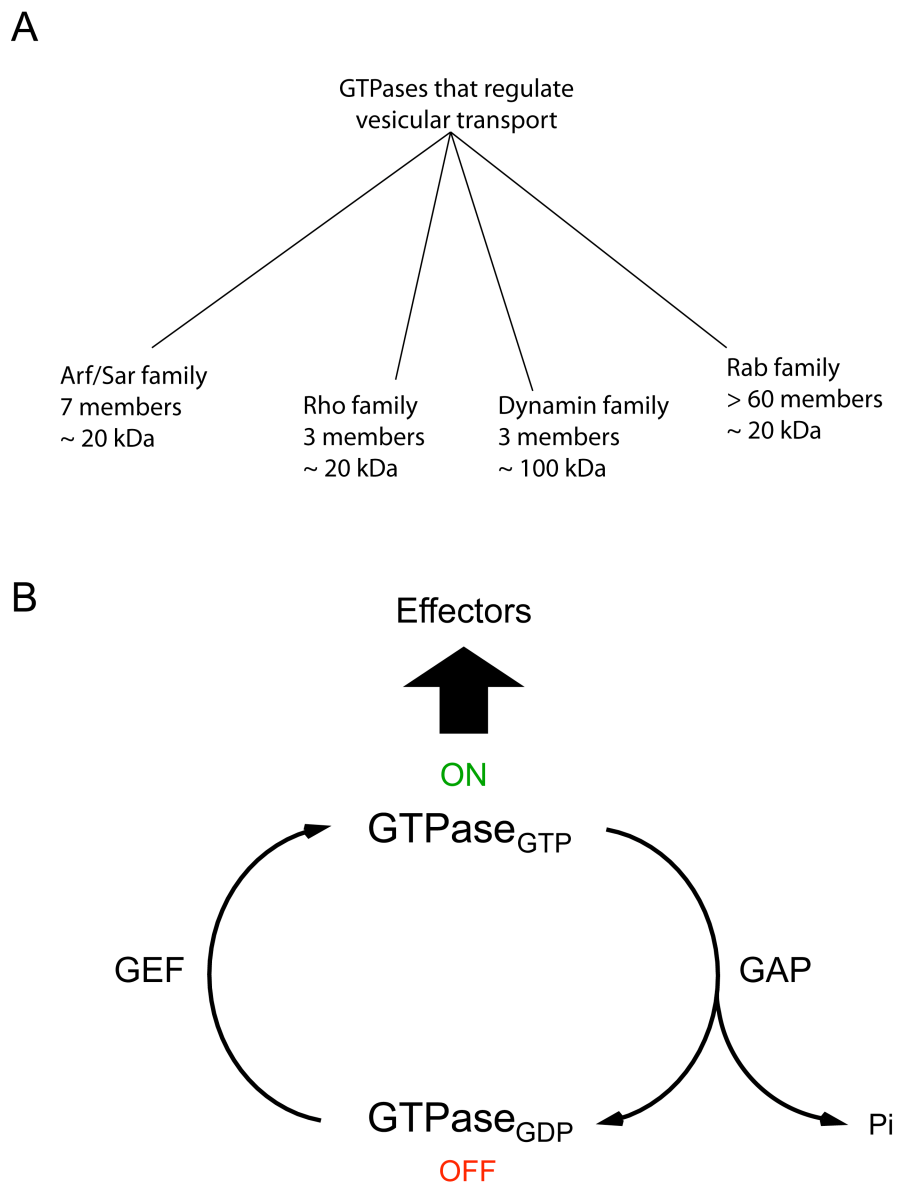 A
GTPases that regulate
vesicular transport
Arf/Sar family
7 members
~ 20 kDa
Rho family
3 members
~ 20 kDa
Dynamin family
3 members
~ 100 kDa
Rab family
> 60 members
~ 20 kDa
B
Effectors
ON
GTPaseGTP
GEF
GAP
GTPaseGDP
Pi
OFF